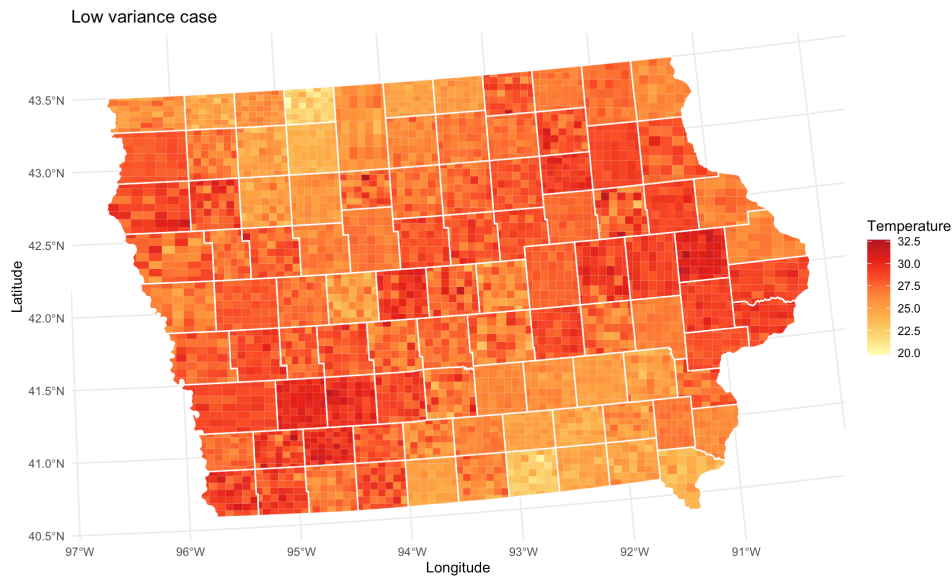 Low variance case
43.5°N
43.0°N
42.5°N
42.0°N
41.5°N
41.0°N
40.5°N
Latitude
97°W 96°W 95°W 94°W 93°W 92°W 91°W
Longitude
Temperature
32.5
30.0
27.5
25.0
22.5
20.0